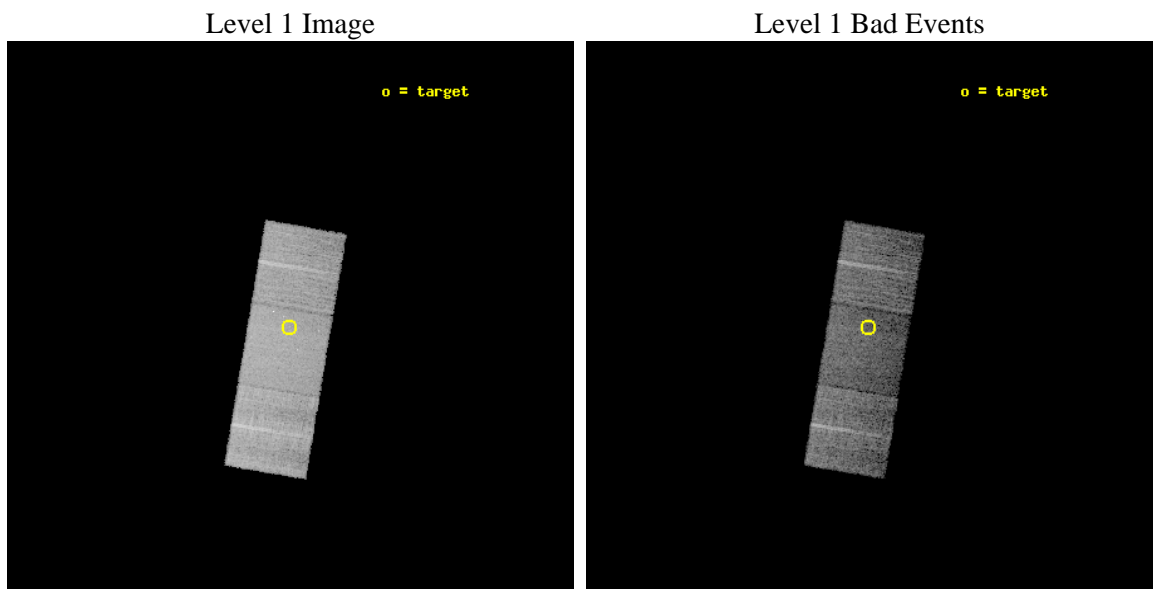 Level 1 Image
Level 1 Bad Events
o = target
o = target